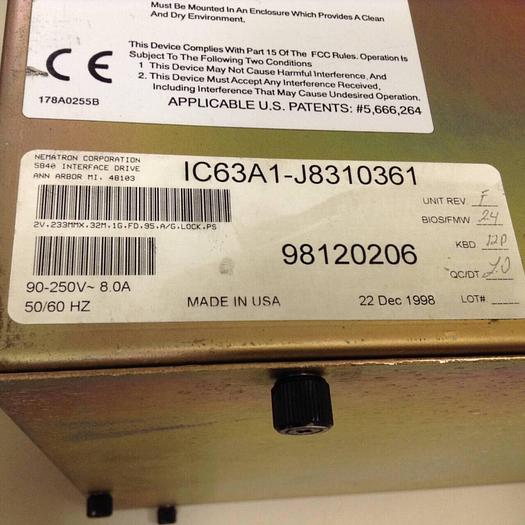 Must Be Mounted In An Enclosure Which Provides A Clean
And Dry Environment.
This Device Complies With Part 15 Of The FCC Rules. Operation Is
Subject To The Following Two Conditions
1 This Device May Not Cause Harmful Interference, And
2. This Device Must Accept Any Interference Received,
Including Interference That May Cause Undesired Operation,
CE
178A0255B
APPLICABLE U.S. PATENTS: #5,666,264
NEMATRON CORPORATION
5840 INTERFACE DRIVE
ANN ARBOR MI. 48103
IC63A1-J8310361
UNIT REV F
2V.233MMX.32M.1G.FD.95.A/G.LOCK.PS
BIOS/FMW 24
98120206
KBD 120
QC/DT 7.0
90-250V~ 8.0A
50/60 HZ
MADE IN USA
22 Dec 1998
LOT#